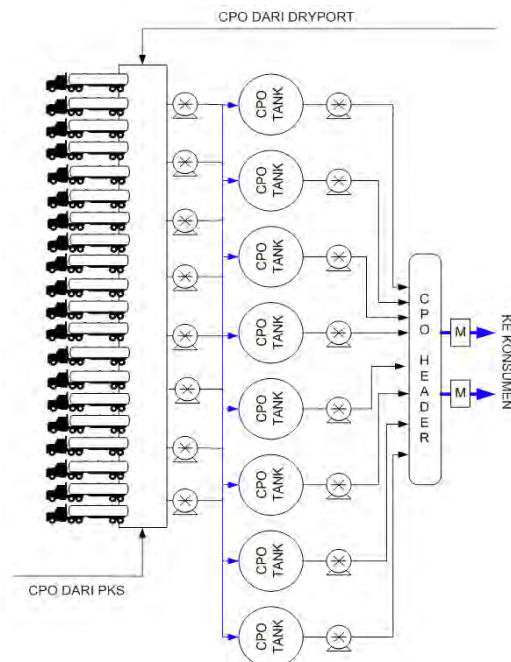 CPO DARI DRYPORT
CPO
TANK
CPO
TANK
CPO
TANK
CPO
TANK
CPO
TANK
CPO
TANK
CPO
TANK
CPO
TANK
CPO HEADER
M
M
KE KONSUMEN
CPO DARI PKS